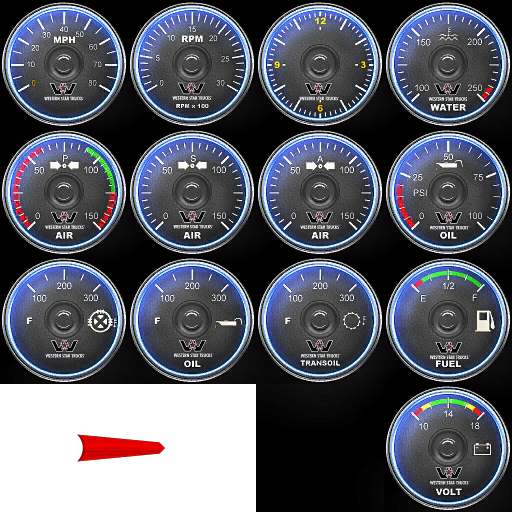 MPH
0 10 20 30 40 50 60 70 80
WESTERN STAR TRUCKS
RPM
0 5 10 15 20 25 30
WESTERN STAR TRUCKS
RPM x 100
12
9 3
WESTERN STAR TRUCKS
6
150 200
100 250
WESTERN STAR TRUCKS
WATER
P
50 100
0 150
WESTERN STAR TRUCKS
AIR
S
50 100
0 150
WESTERN STAR TRUCKS
AIR
A
50 100
0 150
WESTERN STAR TRUCKS
AIR
50
25 75
PSI
0 100
WESTERN STAR TRUCKS
OIL
200
100 300
F
WESTERN STAR TRUCKS
200
100 300
F
WESTERN STAR TRUCKS
OIL
200
100 300
F
WESTERN STAR TRUCKS
TRANSOIL
1/2
E F
WESTERN STAR TRUCKS
FUEL
14
10 18
WESTERN STAR TRUCKS
VOLT